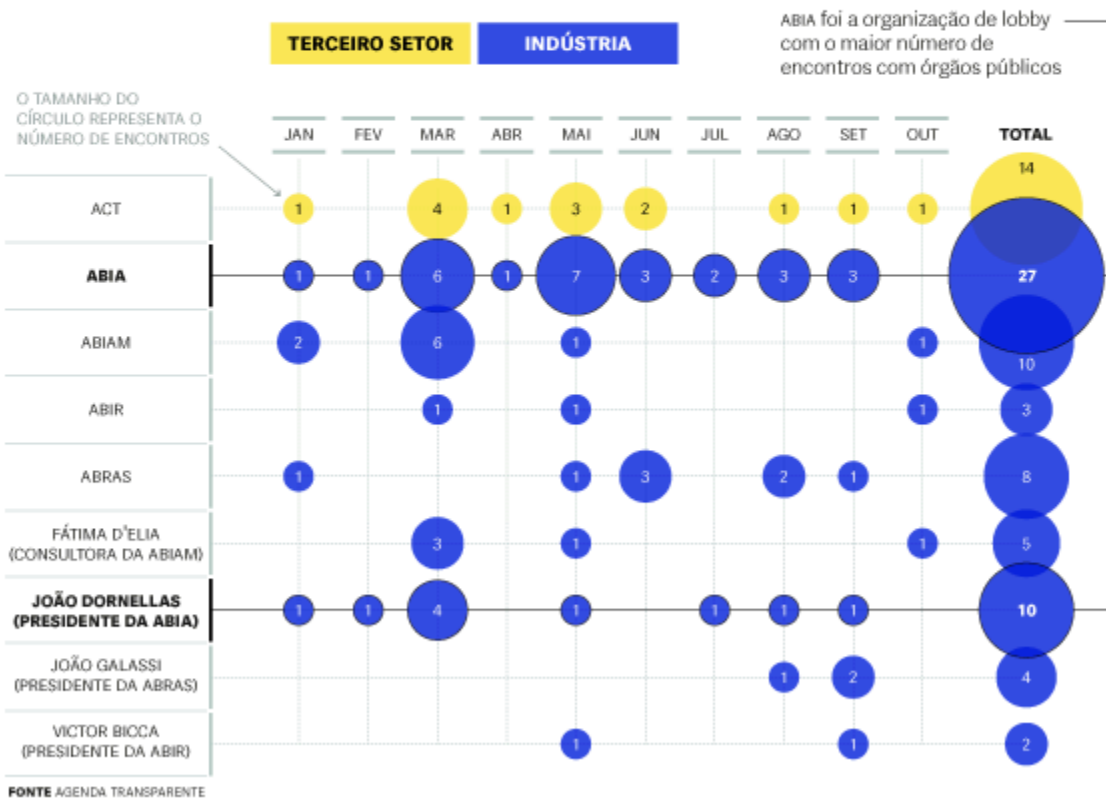 TERCEIRO SETOR INDÚSTRIA
ABIA foi a organização de lobby
com o maior número de
encontros com órgãos públicos
O TAMANHO DO
CÍRCULO REPRESENTA O
NÚMERO DE ENCONTROS
JAN FEV MAR ABR MAI JUN JUL AGO SET OUT TOTAL
ACT 1 4 1 3 2 1 1 1 14
ABIA 1 1 6 1 7 3 2 3 3 27
ABIAM 2 6 1 1 10
ABIR 1 1 1 3
ABRAS 1 1 3 2 1 8
FÁTIMA D'ELIA
(CONSULTORA DA ABIAM) 3 1 1 5
JOÃO DORNELLAS
(PRESIDENTE DA ABIA) 1 1 4 1 1 1 1 10
JOÃO GALASSI
(PRESIDENTE DA ABRAS) 1 2 4
VICTOR BICCA
(PRESIDENTE DA ABIR) 1 1 2
FONTE AGENDA TRANSPARENTE